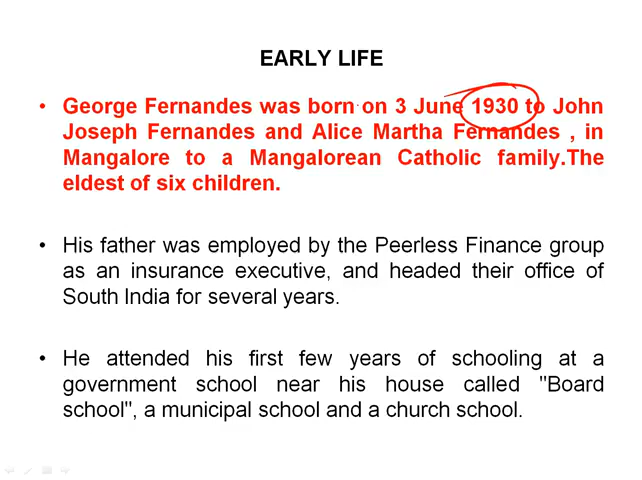 EARLY LIFE
• George Fernandes was born on 3 June 1930 to John
Joseph Fernandes and Alice Martha Fernandes , in
Mangalore to a Mangalorean Catholic family.The
eldest of six children.
• His father was employed by the Peerless Finance group
as an insurance executive, and headed their office of
South India for several years.
• He attended his first few years of schooling at a
government school near his house called "Board
school", a municipal school and a church school.